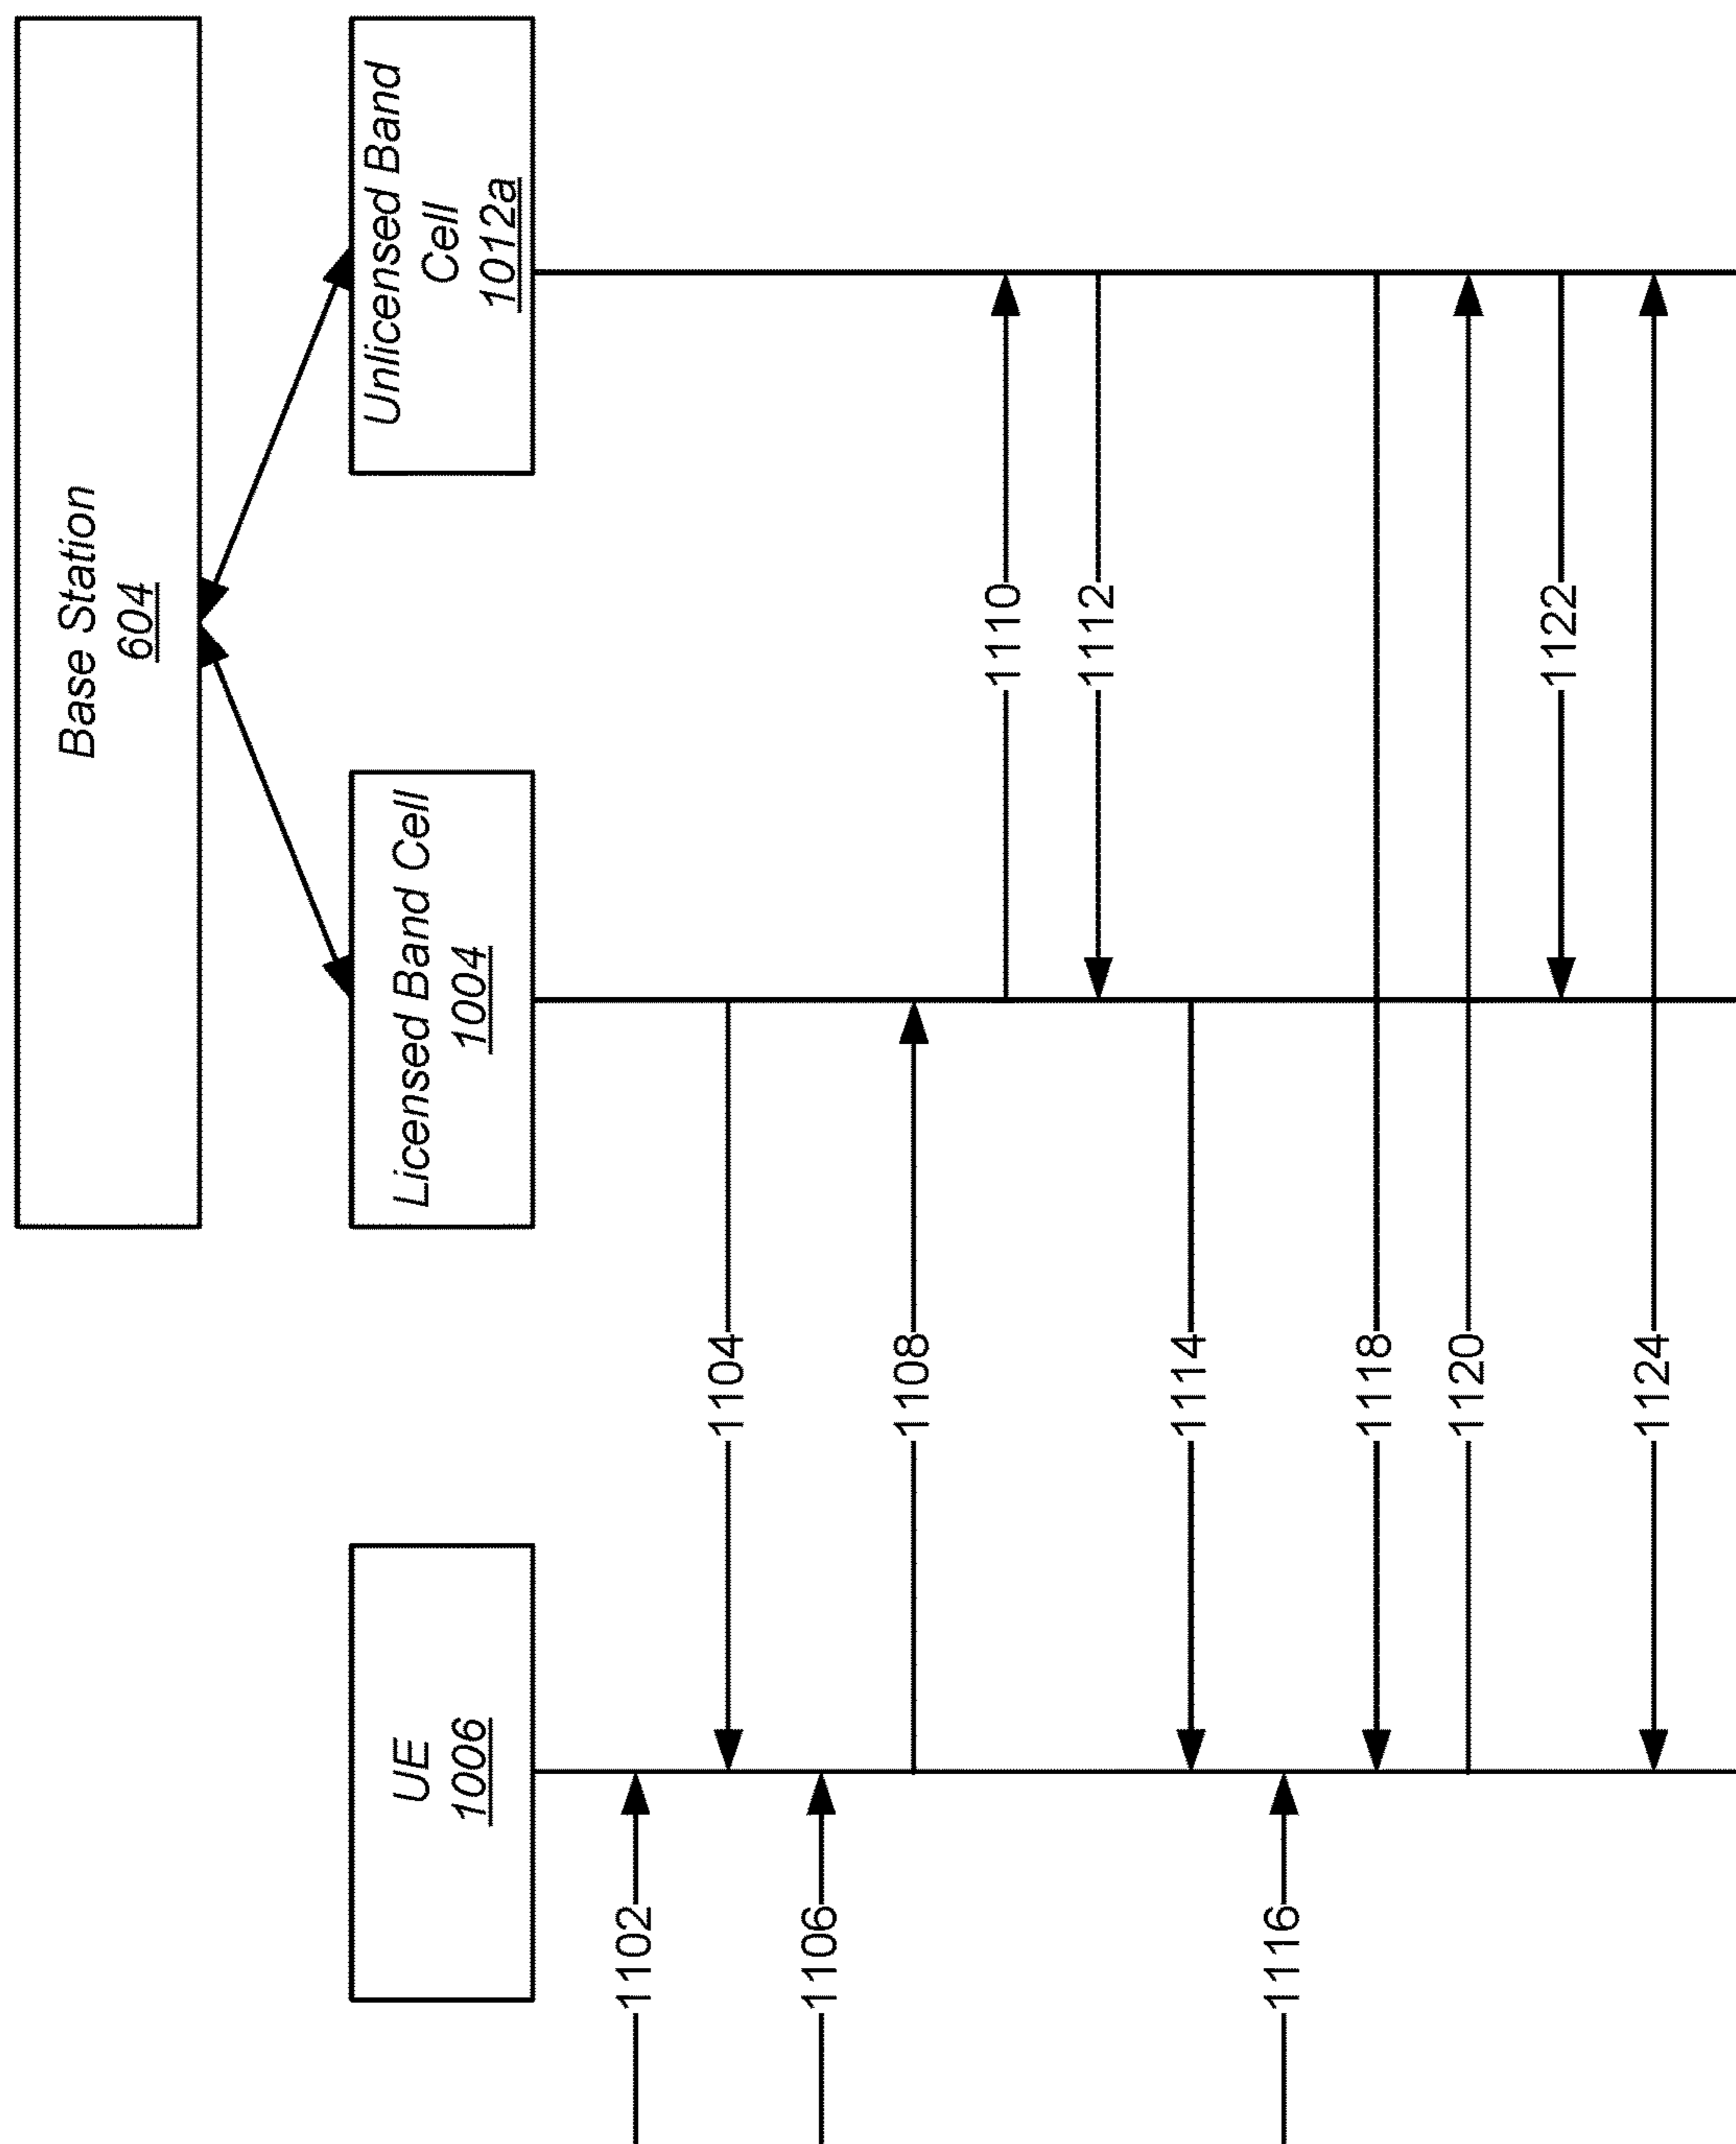 Base Station
604
UE
1006
Licensed Band Cell
1004
Unlicensed Band
Cell
1012a
1102
1104
1106
1108
1110
1112
1114
1116
1118
1120
1122
1124